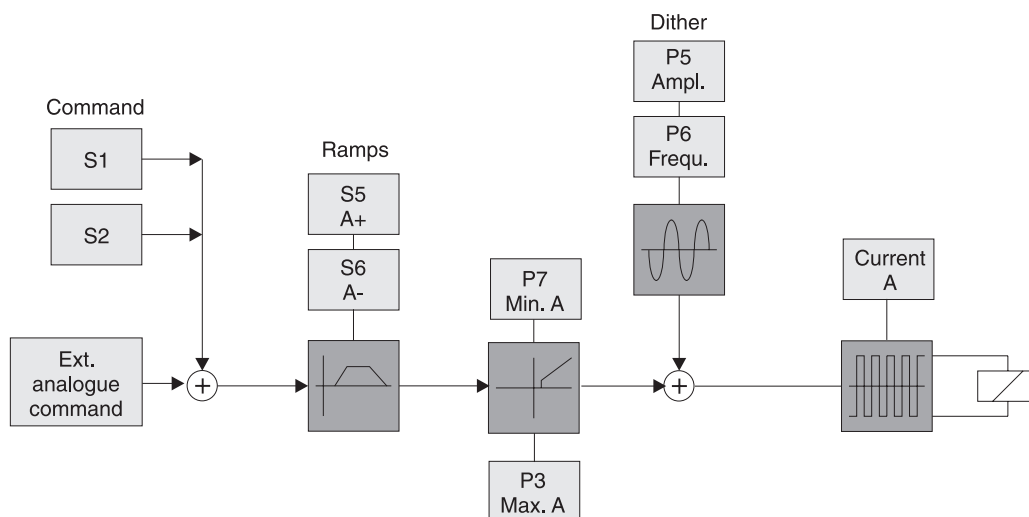 Dither
P5
Ampl.
Command
P6
Frequ.
S1
Ramps
S5
A+
S2
S6
A-
P7
Min. A
Current
A
Ext.
analogue
command
+
+
P3
Max. A